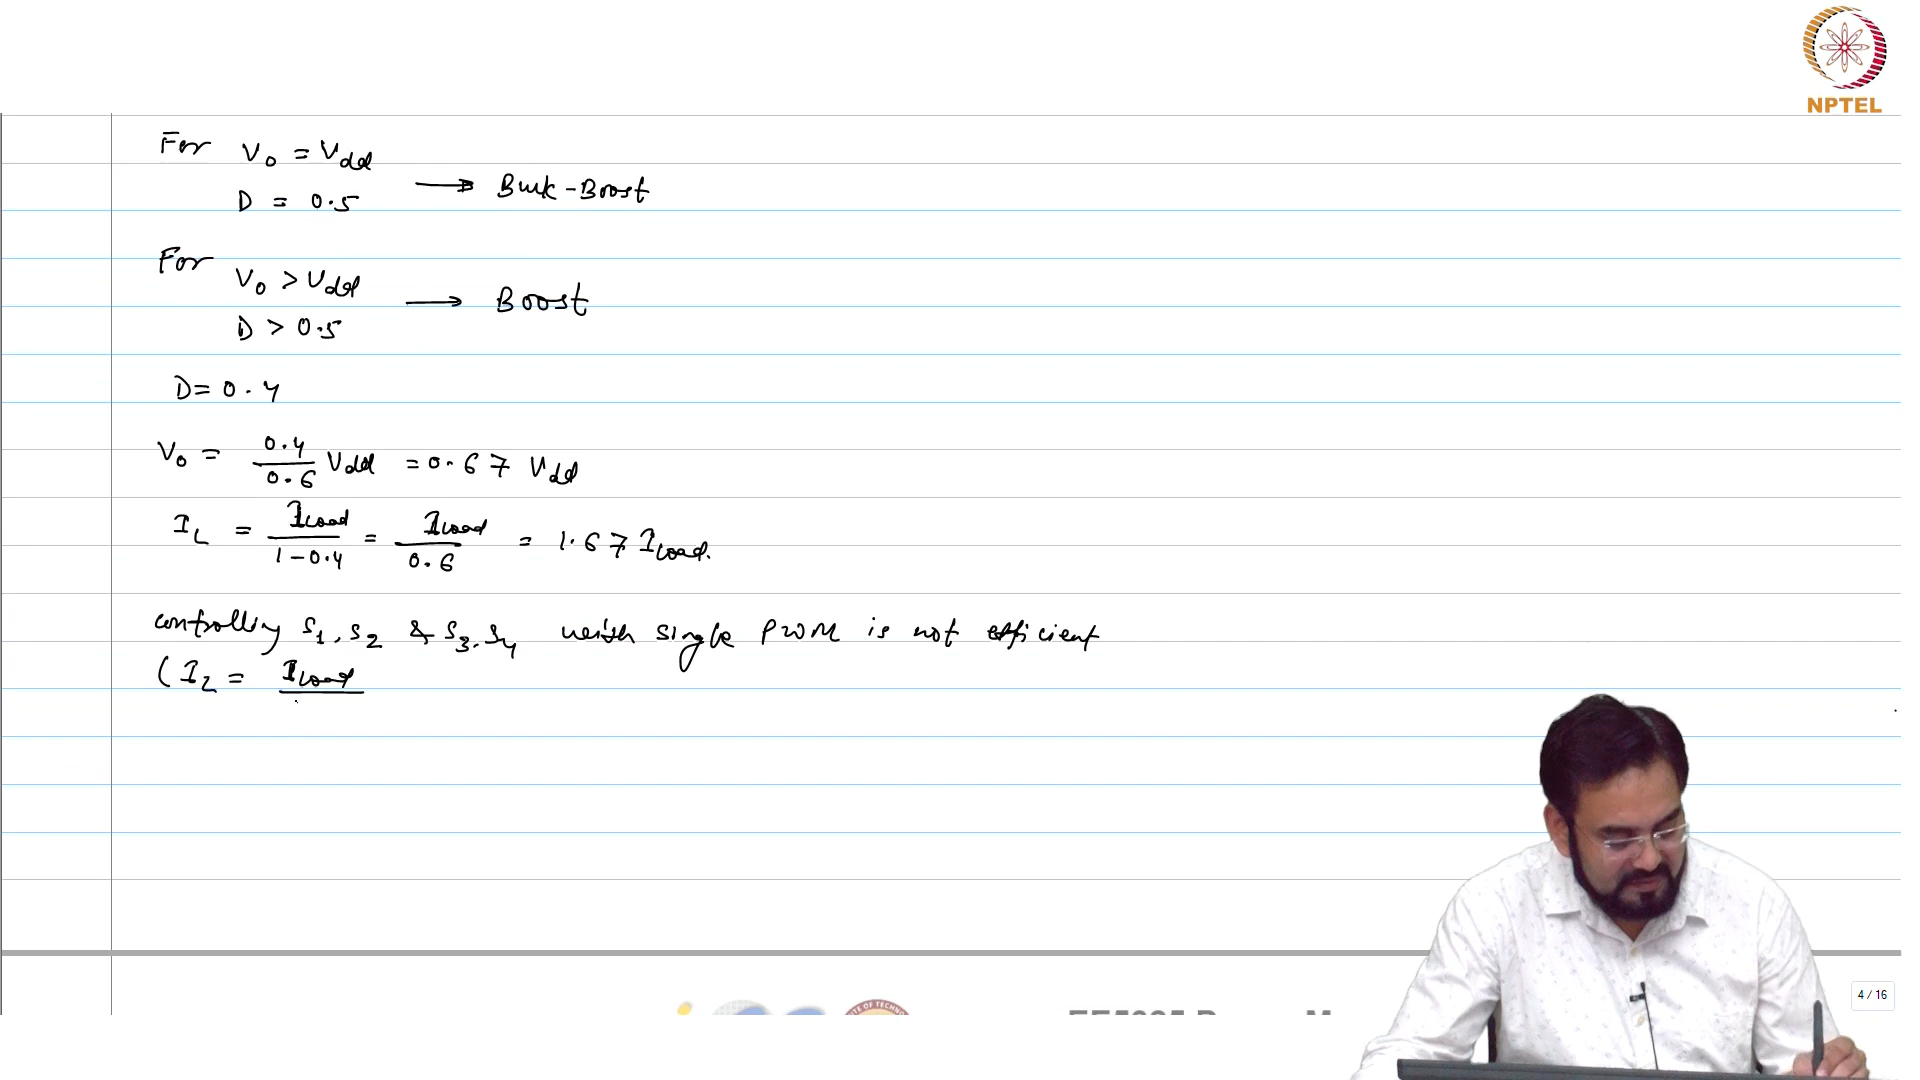 NPTEL
For V₀ = Vdd
D = 0.5 → Buck-Boost
For V₀ > Vdd
D > 0.5 → Boost
D = 0.4
V₀ = 0.4/0.6 Vdd = 0.67 Vdd
I_L = I_Load/(1-0.4) = I_Load/0.6 = 1.67 I_Load.
controlling S₁, S₂ & S₃, S₄ with single PWM is not efficient
(I_L = I_Load
4 / 16